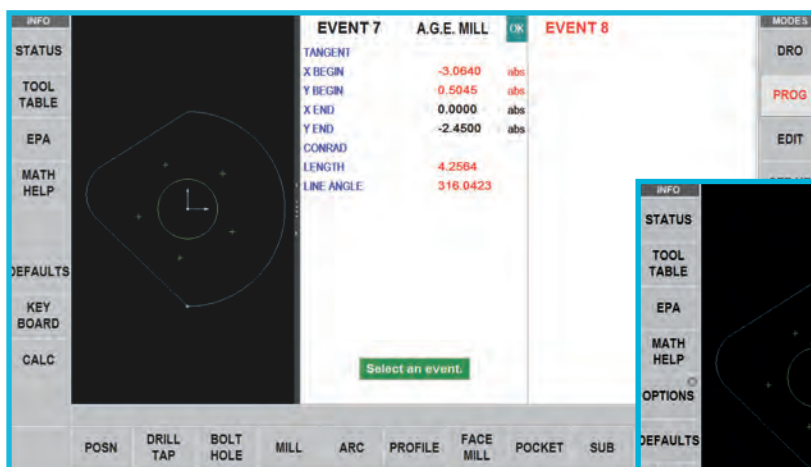 INFO
STATUS
TOOL
TABLE
EPA
MATH
HELP
DEFAULTS
KEY
BOARD
CALC
EVENT 7 A.G.E. MILL OK EVENT 8
TANGENT
X BEGIN -3.0640 abs
Y BEGIN 0.5045 abs
X END 0.0000 abs
Y END -2.4500 abs
CONRAD
LENGTH 4.2564
LINE ANGLE 316.0423
Select an event.
MODES
DRO
PROG
EDIT
POSN DRILL TAP BOLT HOLE MILL ARC PROFILE FACE MILL POCKET SUB
INFO
STATUS
TOOL
TABLE
EPA
MATH
HELP
OPTIONS
DEFAULTS